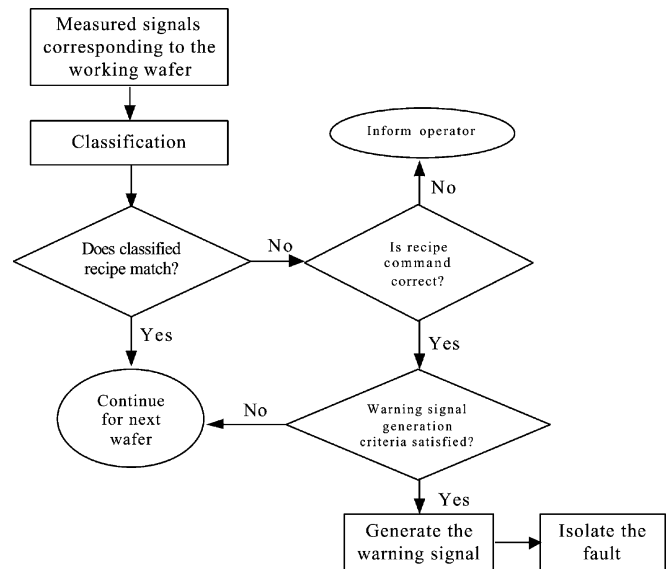 Measured signals
corresponding to the
working wafer
Classification
Inform operator
No
Does classified
recipe match?
No
Is recipe
command
correct?
Yes
Yes
Continue
for next
wafer
No
Warning signal
generation
criteria satisfied?
Yes
Generate the
warning signal
Isolate the
fault